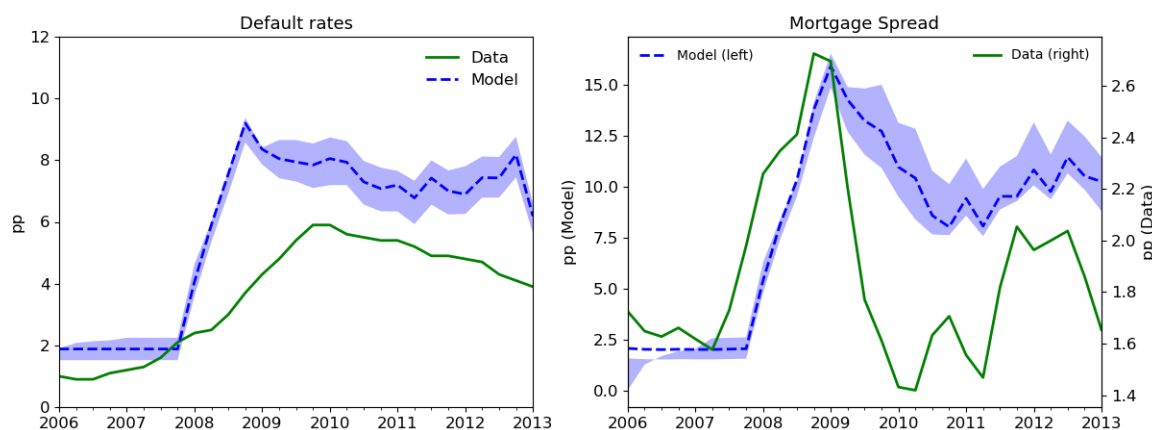 Default rates
12
10
8
6
4
2
0
pp
Data
Model
2006 2007 2008 2009 2010 2011 2012 2013
Mortgage Spread
15.0
12.5
10.0
7.5
5.0
2.5
0.0
pp (Model)
Model (left)
Data (right)
2.6
2.4
2.2
2.0
1.8
1.6
1.4
pp (Data)
2006 2007 2008 2009 2010 2011 2012 2013